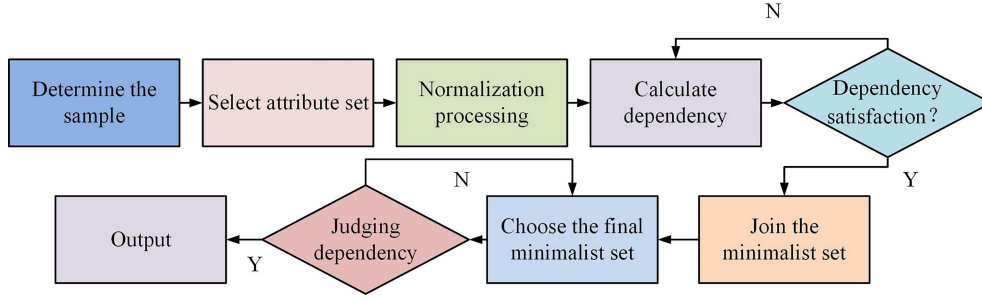 N
Determine the
sample
Select attribute set
Normalization
processing
Calculate
dependency
Dependency
satisfaction?
Y
N
Output
Y
Judging
dependency
Choose the final
minimalist set
Join the
minimalist set